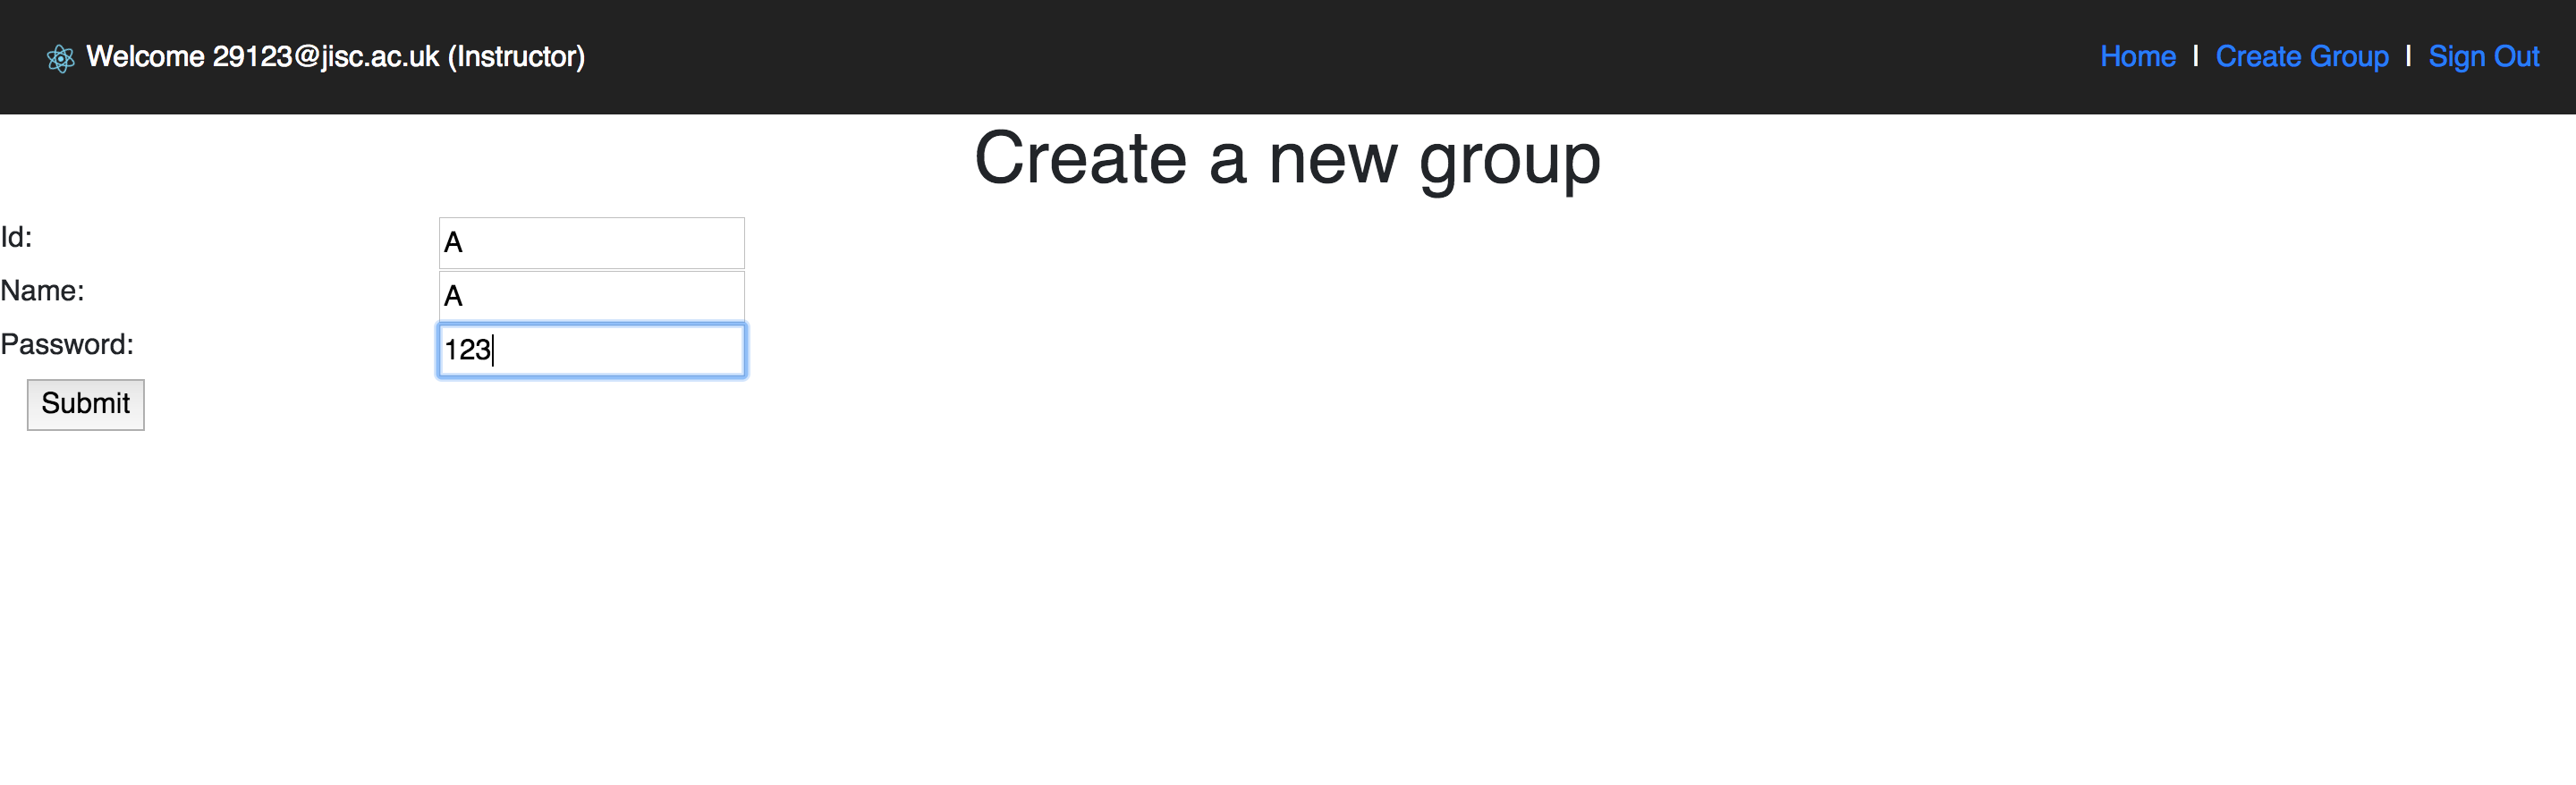 Welcome 29123@jisc.ac.uk (Instructor)
Home | Create Group | Sign Out
Create a new group
Id: A
Name: A
Password: 123
Submit